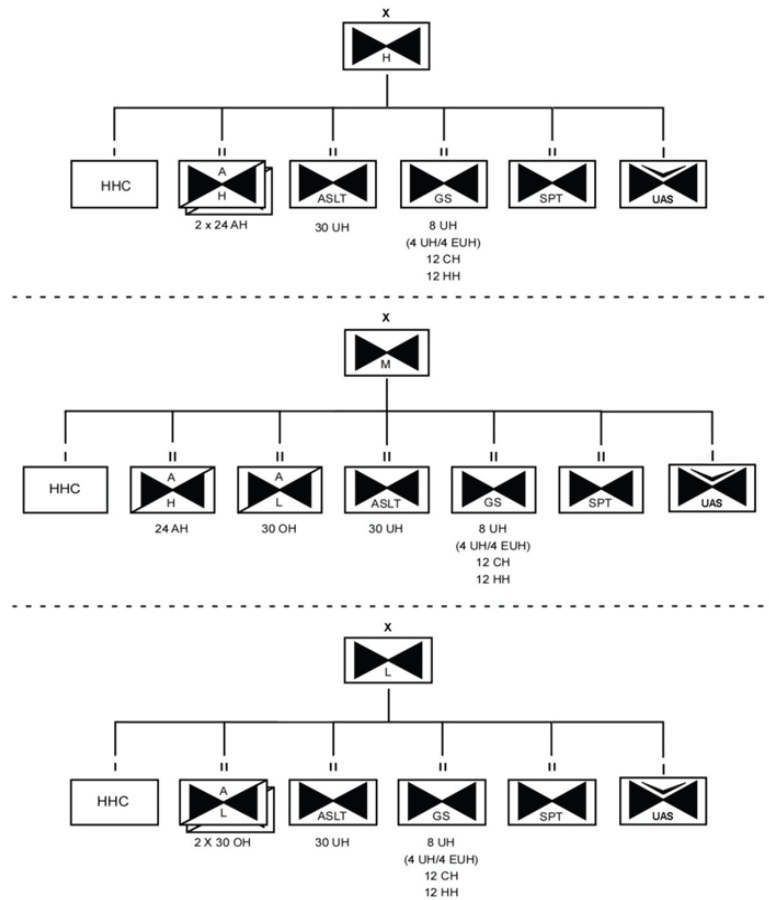 X
H
I II II II II I
HHC A H ASLT GS SPT UAS
2 x 24 AH 30 UH 8 UH
(4 UH/4 EUH)
12 CH
12 HH
X
M
I II II II II II I
HHC A H A L ASLT GS SPT UAS
24 AH 30 OH 30 UH 8 UH
(4 UH/4 EUH)
12 CH
12 HH
X
L
I II II II II I
HHC A L ASLT GS SPT UAS
2 X 30 OH 30 UH 8 UH
(4 UH/4 EUH)
12 CH
12 HH